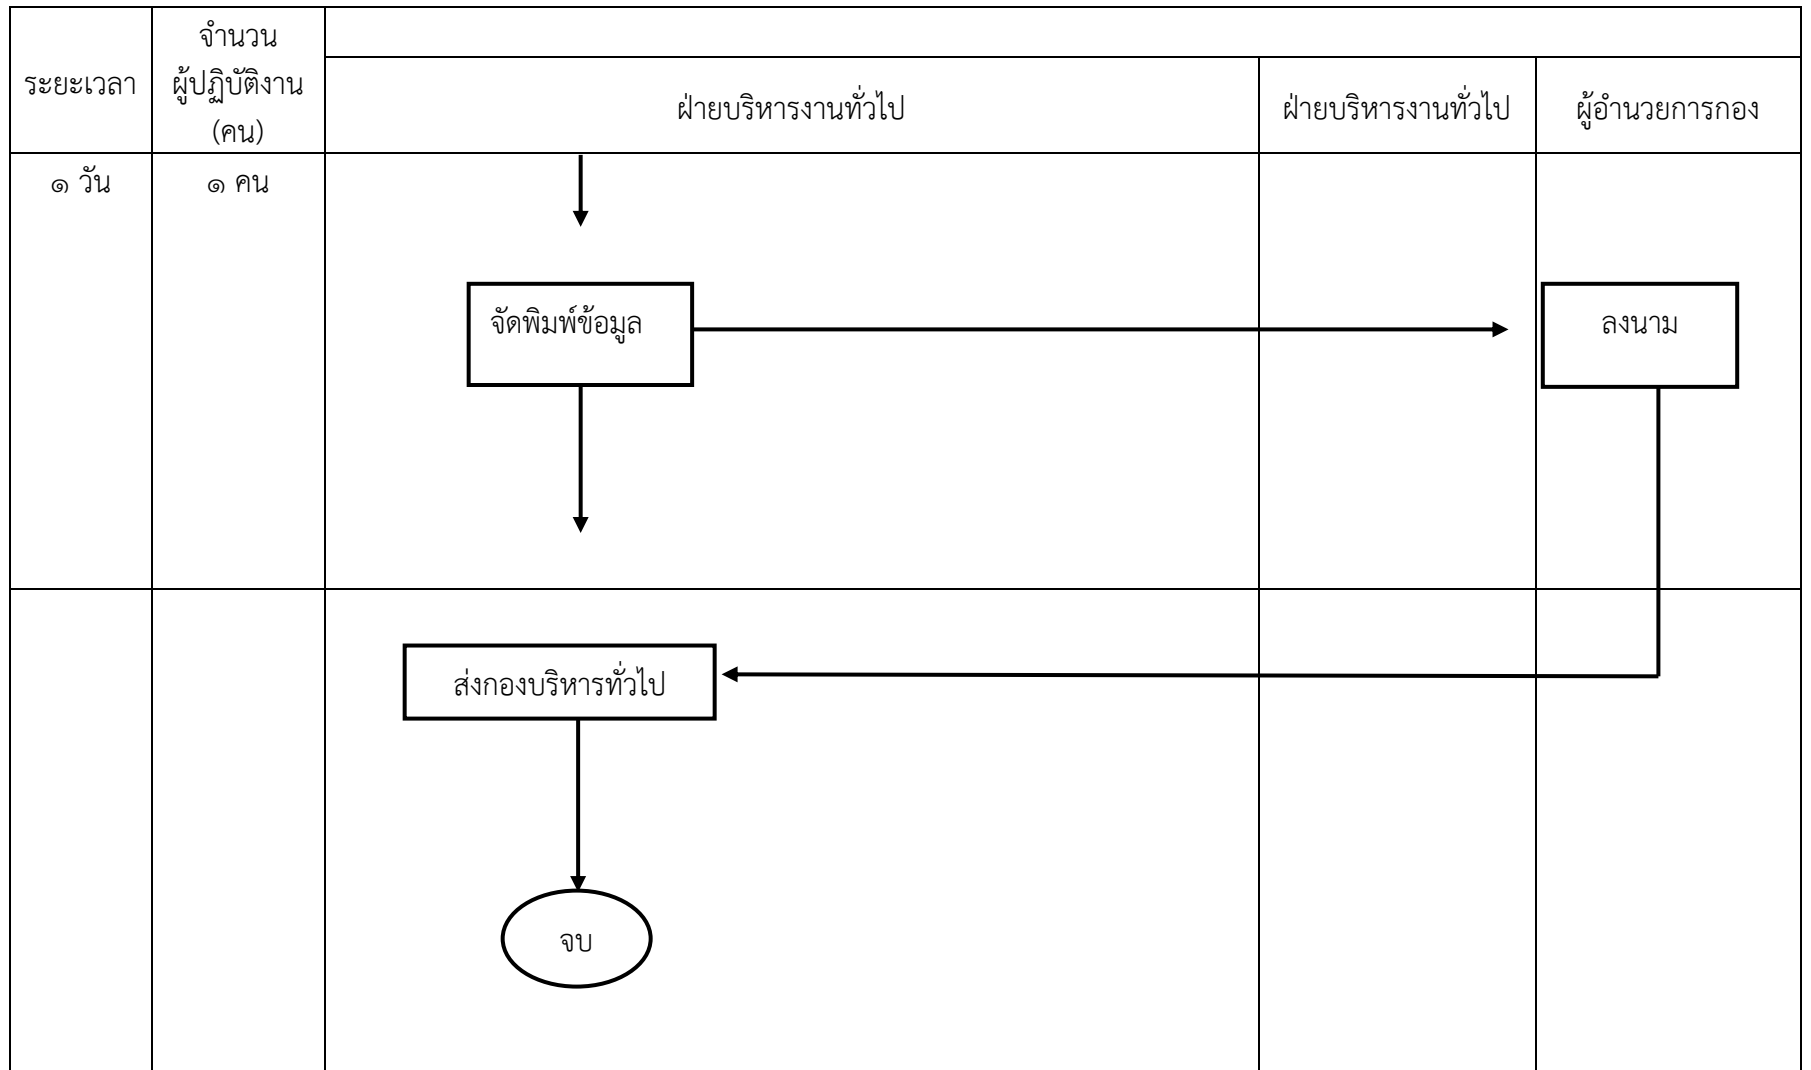 ระยะเวลา
จำนวน
ผู้ปฏิบัติงาน
(คน)
ฝ่ายบริหารงานทั่วไป
ฝ่ายบริหารงานทั่วไป
ผู้อำนวยการกอง
๑ วัน
๑ คน
จัดพิมพ์ข้อมูล
ลงนาม
ส่งกองบริหารทั่วไป
จบ